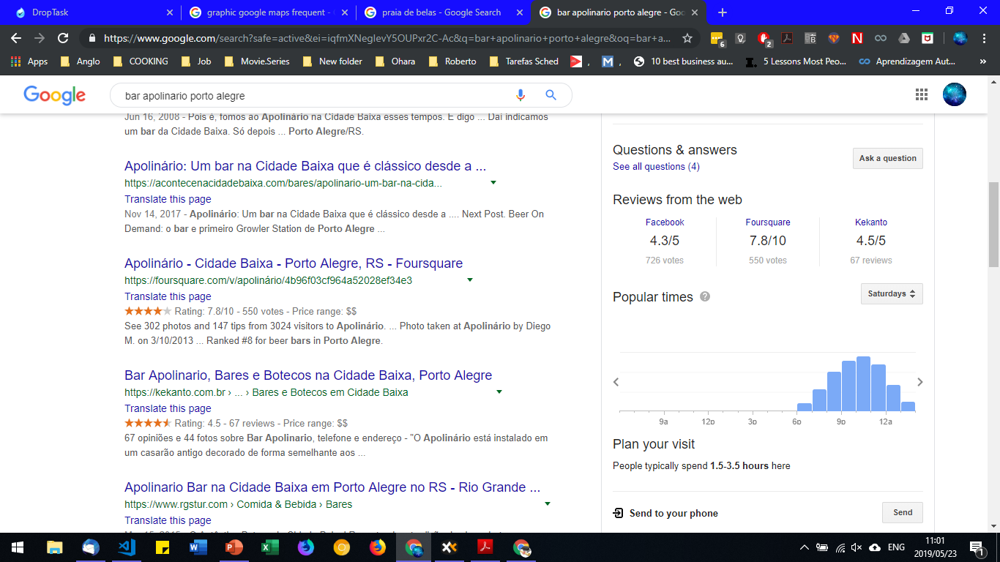 DropTask
graphic google maps frequent - G
praia de belas - Google Search
bar apolinario porto alegre - Goo
https://www.google.com/search?safe=active&ei=iqfmXNeglevY5OUPxr2C-Ac&q=bar+apolinario+porto+alegre&oq=bar+a...
6
2
Apps
Anglo
COOKING
Job
Movie.Series
New folder
Ohara
Roberto
Tarefas Sched
,
,
10 best business au...
5 Lessons Most Peo...
Aprendizagem Aut...
»
Google
bar apolinario porto alegre
Jun 16, 2008 - Pois é, fomos ao Apolinário na Cidade Baixa esses tempos. E digo ... Daí indicamos
um bar da Cidade Baixa. Só depois ... Porto Alegre/RS.
Apolinário: Um bar na Cidade Baixa que é clássico desde a ...
https://acontecenacidadebaixa.com/bares/apolinario-um-bar-na-cida...
Translate this page
Nov 14, 2017 - Apolinário: Um bar na Cidade Baixa que é clássico desde a .... Next Post. Beer On
Demand: o bar e primeiro Growler Station de Porto Alegre ...
Apolinário - Cidade Baixa - Porto Alegre, RS - Foursquare
https://foursquare.com/v/apolinário/4b96f03cf964a52028ef34e3
Translate this page
Rating: 7.8/10 - 550 votes - Price range: $$
See 302 photos and 147 tips from 3024 visitors to Apolinário. ... Photo taken at Apolinário by Diego
M. on 3/10/2013 ... Ranked #8 for beer bars in Porto Alegre.
Bar Apolinario, Bares e Botecos na Cidade Baixa, Porto Alegre
https://kekanto.com.br › ... › Bares e Botecos em Cidade Baixa
Translate this page
Rating: 4.5 - 67 reviews - Price range: $$
67 opiniões e 44 fotos sobre Bar Apolinario, telefone e endereço - "O Apolinário está instalado em
um casarão antigo decorado de forma semelhante aos ...
Apolinario Bar na Cidade Baixa em Porto Alegre no RS - Rio Grande ...
https://www.rgstur.com › Comida & Bebida › Bares
Translate this page
Questions & answers
See all questions (4)
Ask a question
Reviews from the web
Facebook
4.3/5
726 votes
Foursquare
7.8/10
550 votes
Kekanto
4.5/5
67 reviews
Popular times
Saturdays
9a 12p 3p 6p 9p 12a
Plan your visit
People typically spend 1.5-3.5 hours here
Send to your phone
Send
ENG
11:01
2019/05/23
1